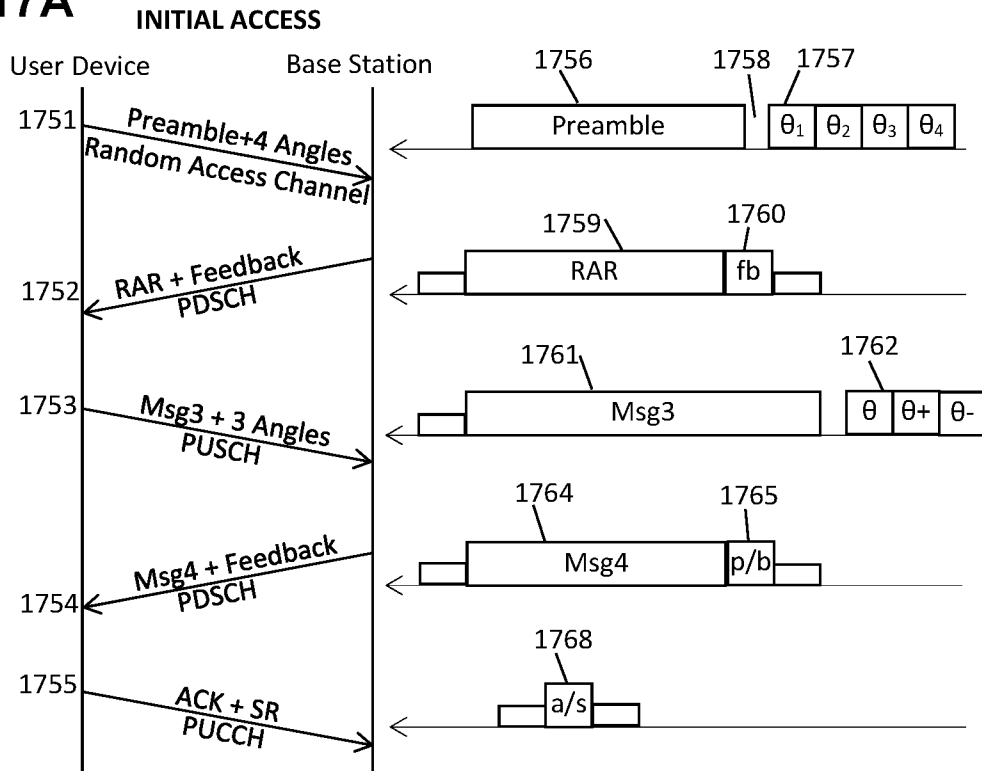 17A
INITIAL ACCESS
User Device
Base Station
1751
Preamble+4 Angles
Random Access Channel
1756
1758
1757
Preamble
θ1 θ2 θ3 θ4
1752
RAR + Feedback
PDSCH
1759
1760
RAR
fb
1753
Msg3 + 3 Angles
PUSCH
1761
1762
Msg3
θ θ+ θ-
1754
Msg4 + Feedback
PDSCH
1764
1765
Msg4
p/b
1755
ACK + SR
PUCCH
1768
a/s